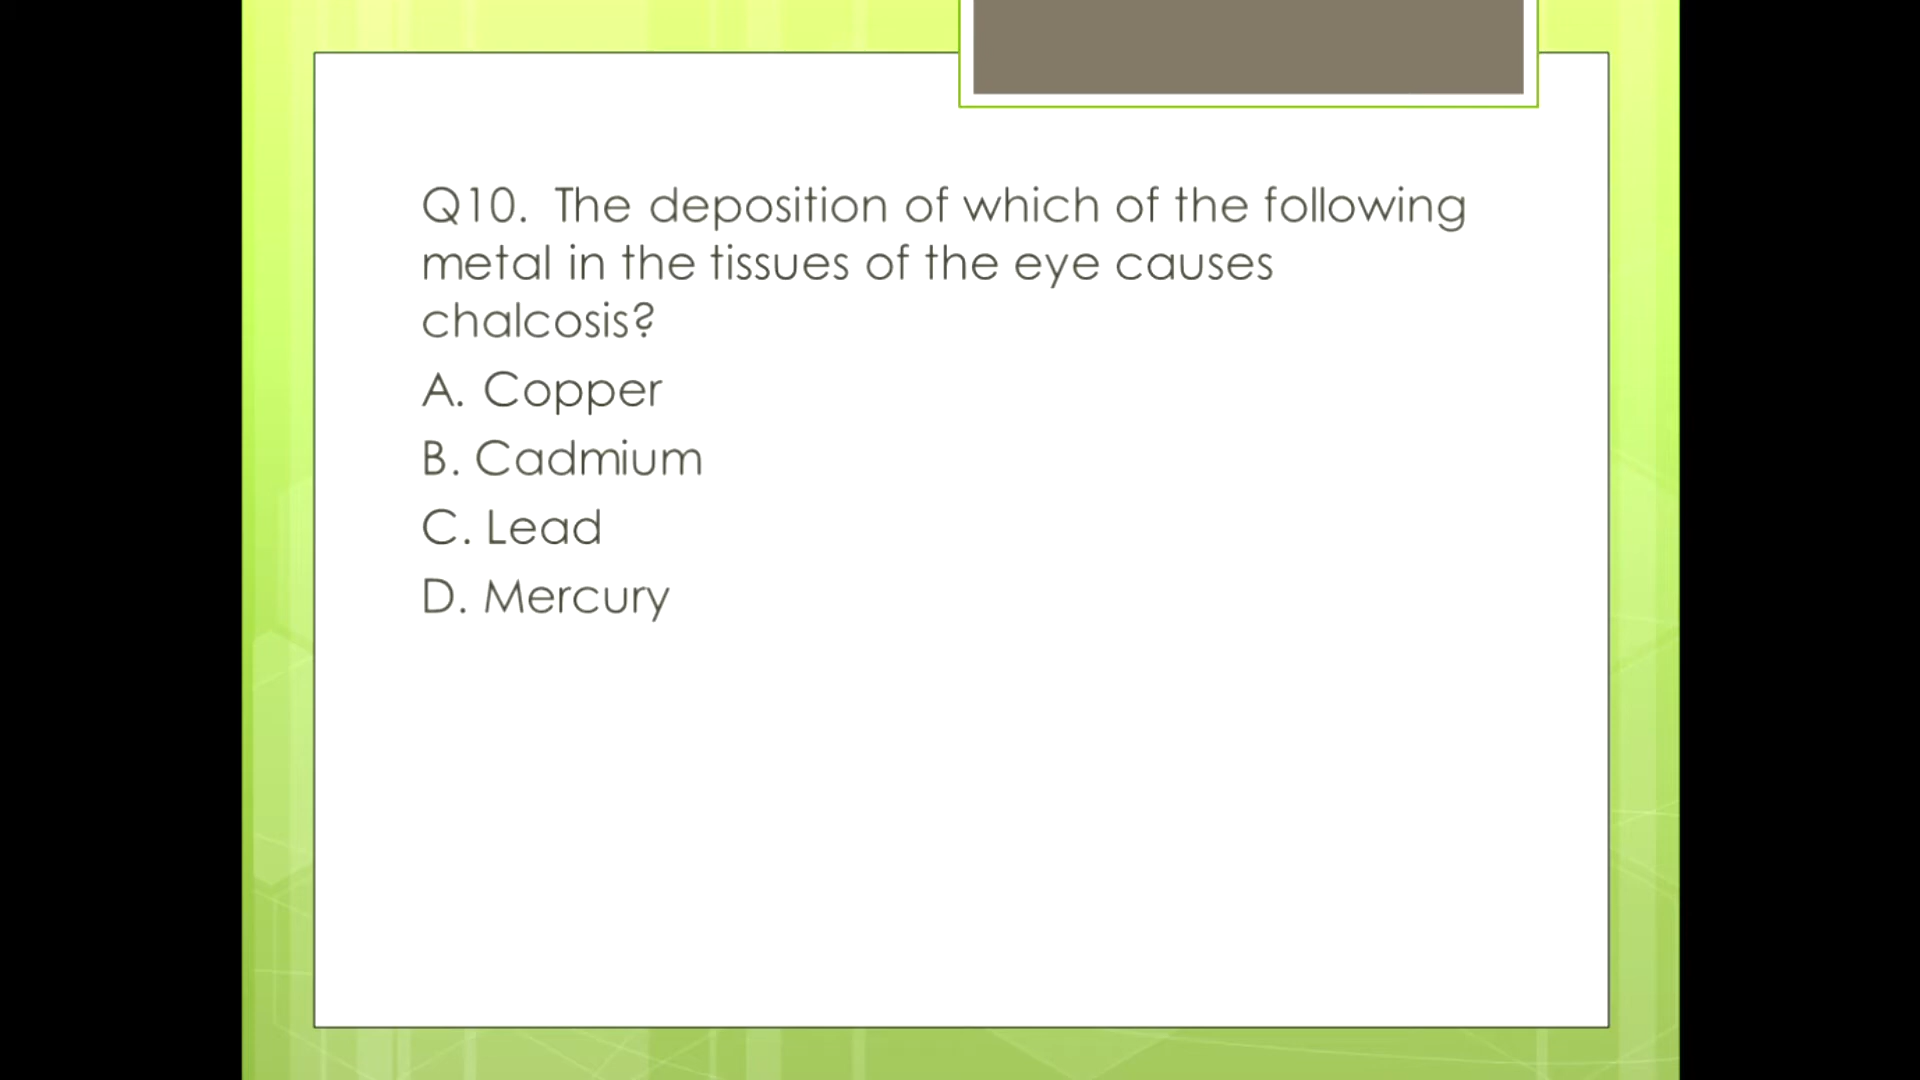 Q10. The deposition of which of the following
metal in the tissues of the eye causes
chalcosis?
A. Copper
B. Cadmium
C. Lead
D. Mercury